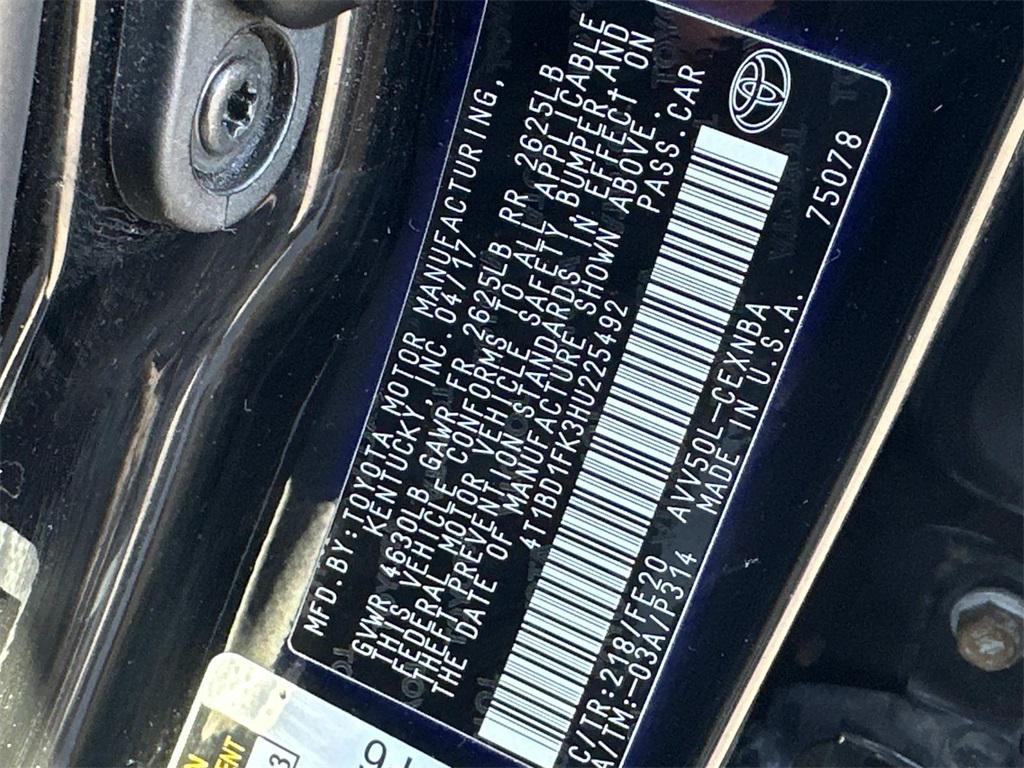 MFD.BY:TOYOTA MOTOR MANUFACTURING,
KENTUCKY,INC. 04/17
GVWR 4630LB GAWR FR 2625LB RR 2625LB
THIS VEHICLE CONFORMS TO ALL APPLICABLE
FEDERAL MOTOR VEHICLE SAFETY BUMPER AND
THEFT PREVENTION STANDARDS IN EFFECT ON
THE DATE OF MANUFACTURE SHOWN ABOVE.
4T1BD1FK3HU225492 PASS.CAR
C/TR:218/FF20 AVV50L-CEXNBA
A/TM:-03A/P314 MADE IN U.S.A. 75078
3